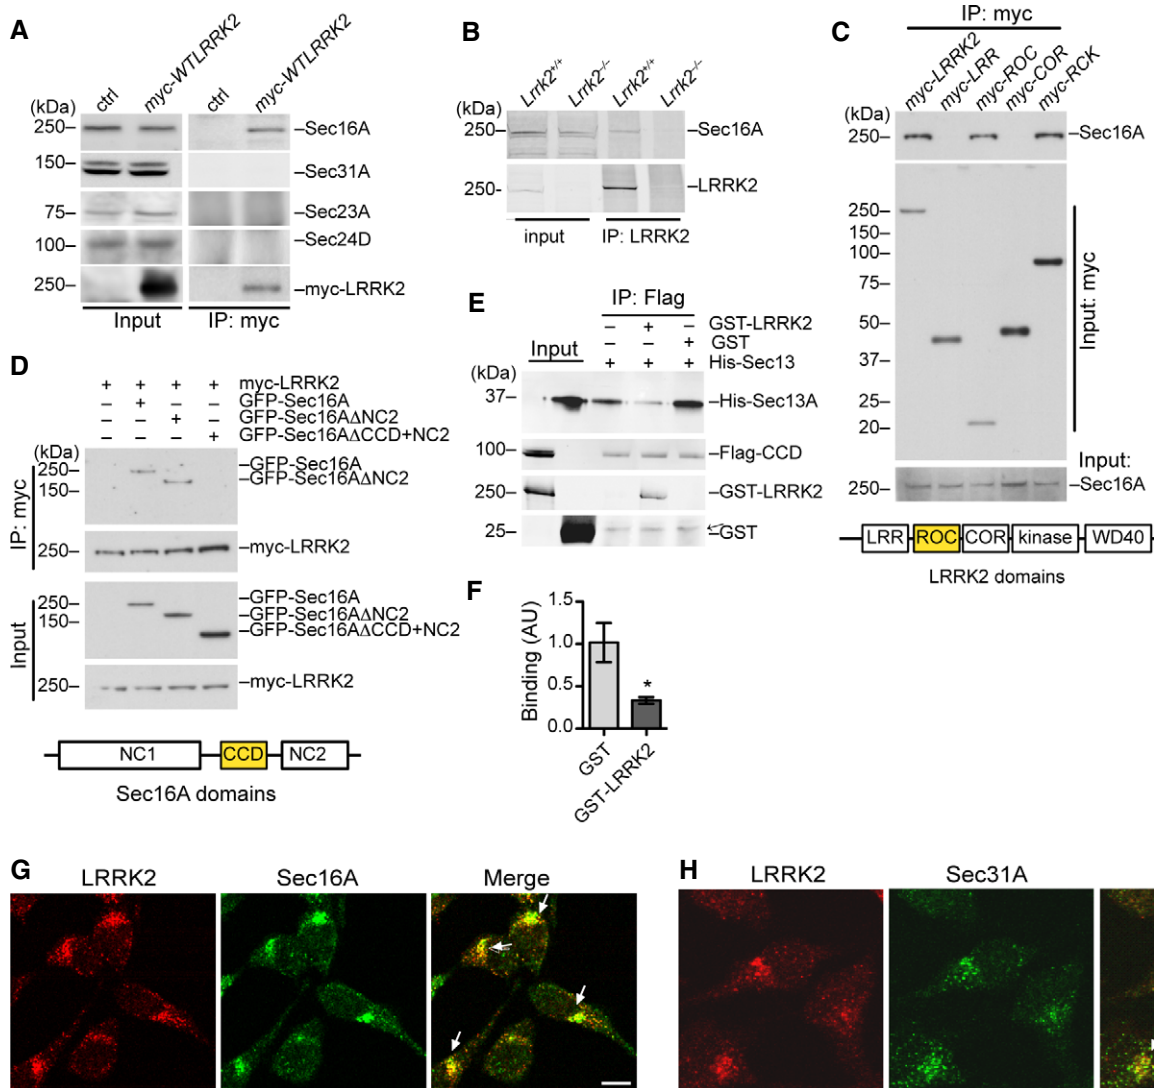 A
ctrl
myc-WTLRRK2
ctrl
myc-WTLRRK2
(kDa)
250– –Sec16A
150– –Sec31A
75– –Sec23A
100– –Sec24D
250– –myc-LRRK2
Input
IP: myc
B
Lrrk2+/+
Lrrk2–/–
Lrrk2+/+
Lrrk2–/–
(kDa)
250– –Sec16A
250- –LRRK2
input
IP: LRRK2
C
IP: myc
myc-LRRK2
myc-LRR
myc-ROC
myc-COR
myc-RCK
(kDa)
250– –Sec16A
250–
150–
100–
75–
50–
37–
25–
20–
Input: myc
Input:
250– –Sec16A
LRR ROC COR kinase WD40
LRRK2 domains
D
+ + + + myc-LRRK2
– + – – GFP-Sec16A
– – + – GFP-Sec16AΔNC2
– – – + GFP-Sec16AΔCCD+NC2
(kDa)
IP: myc
250– –GFP-Sec16A
150– –GFP-Sec16AΔNC2
250– –myc-LRRK2
Input
250– –GFP-Sec16A
150– –GFP-Sec16AΔNC2
–GFP-Sec16AΔCCD+NC2
250– –myc-LRRK2
NC1 CCD NC2
Sec16A domains
E
IP: Flag
– + – GST-LRRK2
– – + GST
+ + + His-Sec13
Input
(kDa)
37– –His-Sec13A
100– –Flag-CCD
250– –GST-LRRK2
25– –GST
F
Binding (AU)
1.5
1.0
0.5
0.0
*
GST
GST-LRRK2
G
LRRK2 Sec16A Merge
H
LRRK2 Sec31A